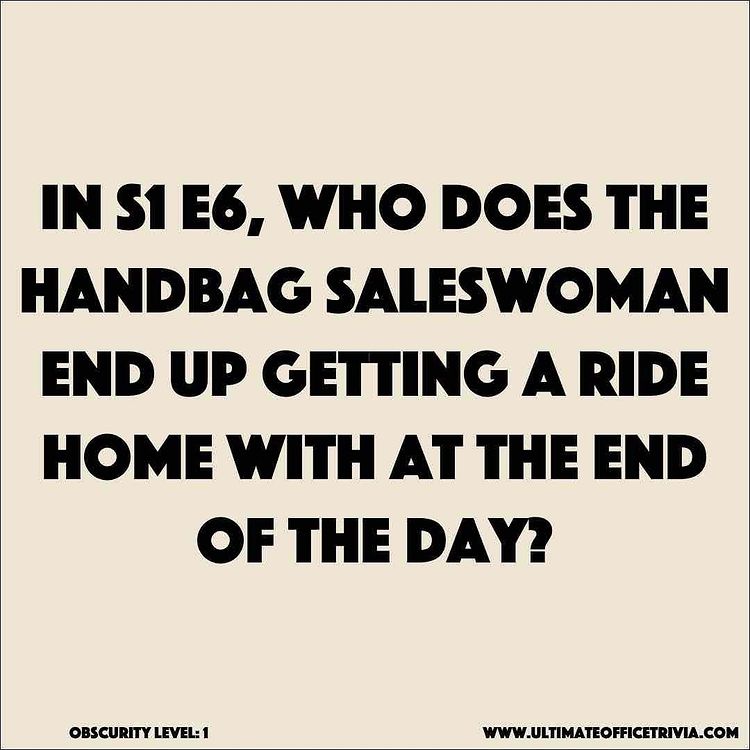 IN S1 E6, WHO DOES THE
HANDBAG SALESWOMAN
END UP GETTING A RIDE
HOME WITH AT THE END
OF THE DAY?
OBSCURITY LEVEL: 1
WWW.ULTIMATEOFFICETRIVIA.COM